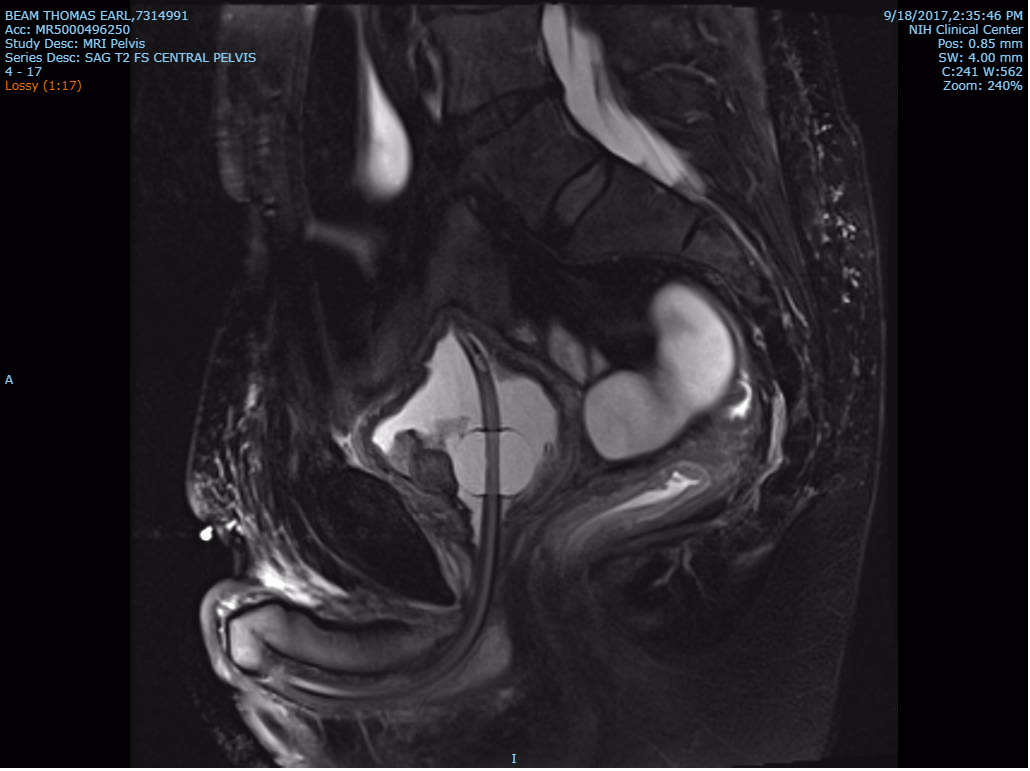 BEAM THOMAS EARL,7314991
Acc: MR5000496250
Study Desc: MRI Pelvis
Series Desc: SAG T2 FS CENTRAL PELVIS
4 - 17
Lossy (1:17)
9/18/2017,2:35:46 PM
NIH Clinical Center
Pos: 0.85 mm
SW: 4.00 mm
C:241 W:562
Zoom: 240%
A
I